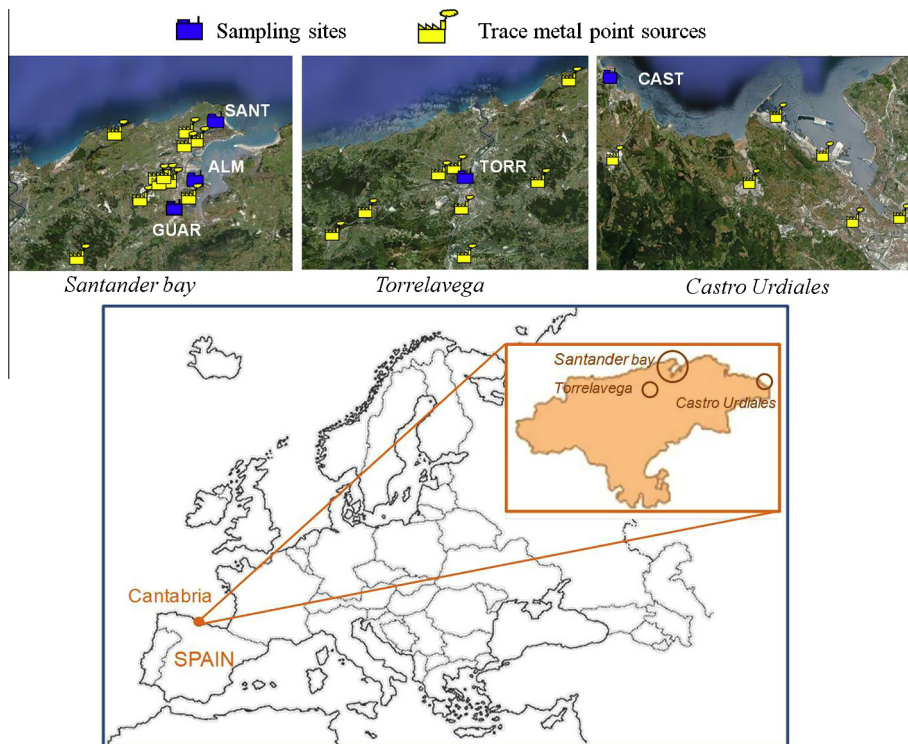 Sampling sites
Trace metal point sources
SANT
ALM
GUAR
TORR
CAST
Santander bay
Torrelavega
Castro Urdiales
Santander bay
Torrelavega
Castro Urdiales
Cantabria
SPAIN